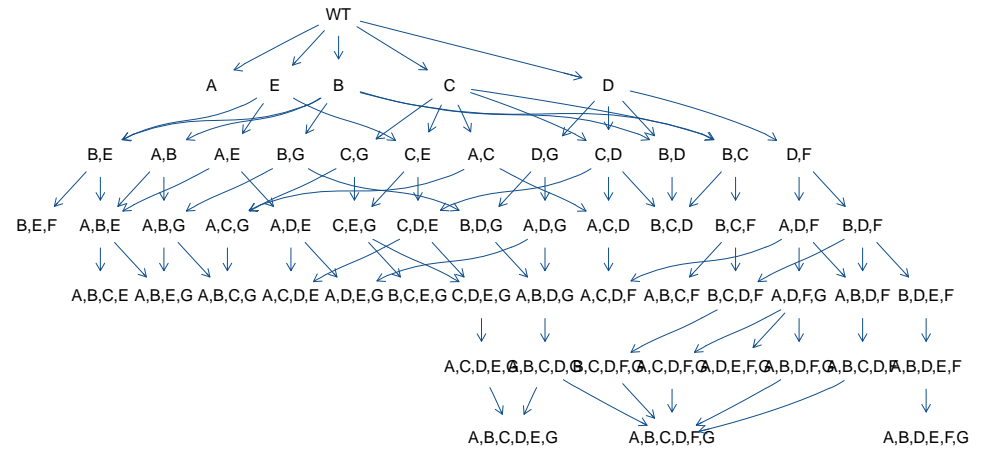 WT
A E B C D
B,E A,B A,E B,G C,G C,E A,C D,G C,D B,D B,C D,F
B,E,F A,B,E A,B,G A,C,G A,D,E C,E,G C,D,E B,D,G A,D,G A,C,D B,C,D B,C,F A,D,F B,D,F
A,B,C,E A,B,E,G A,B,C,G A,C,D,E A,D,E,G B,C,E,G C,D,E,G A,B,D,G A,C,D,F A,B,C,F B,C,D,F A,D,F,G A,B,D,F B,D,E,F
A,C,D,E,G A,B,C,D,G B,C,D,F,G A,C,D,F,G A,D,E,F,G A,B,D,F,G A,B,C,D,F A,B,D,E,F
A,B,C,D,E,G A,B,C,D,F,G A,B,D,E,F,G